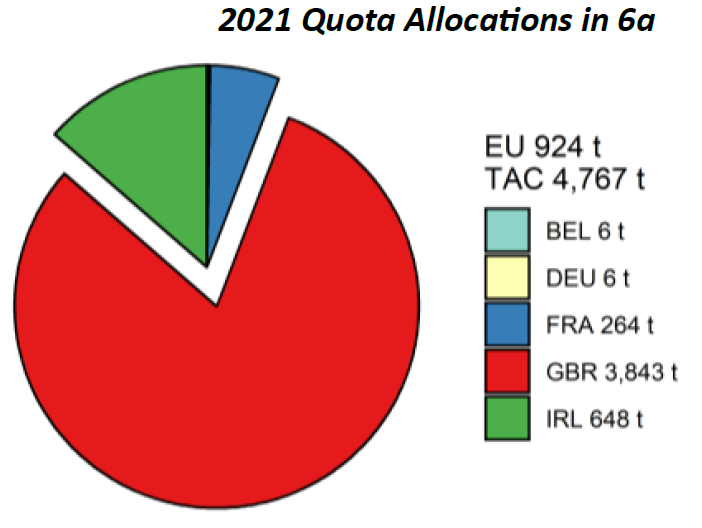 2021 Quota Allocations in 6a
EU 924 t
TAC 4,767 t
BEL 6 t
DEU 6 t
FRA 264 t
GBR 3,843 t
IRL 648 t